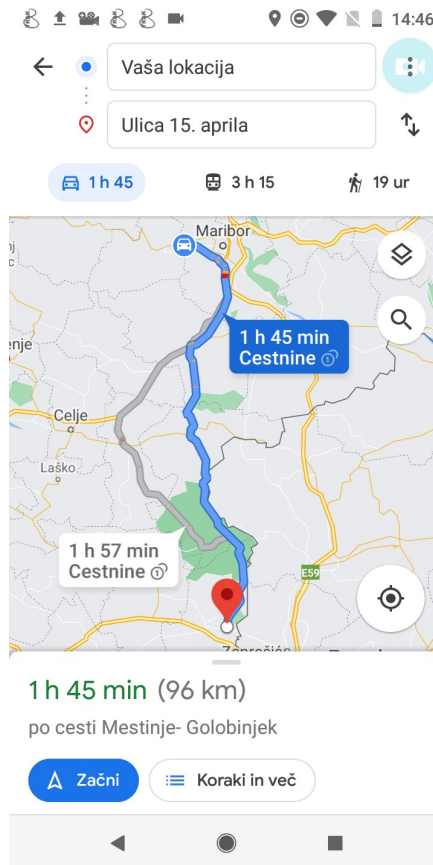 14:46
Vaša lokacija
Ulica 15. aprila
1 h 45
3 h 15
19 ur
Maribor
1 h 45 min
Cestnine
enje
Celje
Laško
1 h 57 min
Cestnine
E59
1 h 45 min (96 km)
po cesti Mestinje- Golobinjek
Začni
Koraki in več